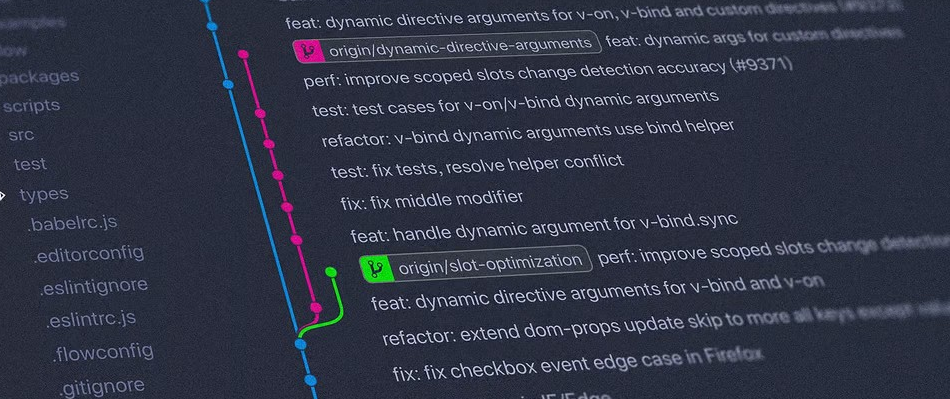 feat: dynamic directive arguments for v-on, v-bind and custom directives (#9373)
origin/dynamic-directive-arguments feat: dynamic args for custom directives
packages
perf: improve scoped slots change detection accuracy (#9371)
scripts
test: test cases for v-on/v-bind dynamic arguments
src
refactor: v-bind dynamic arguments use bind helper
test
test: fix tests, resolve helper conflict
types
fix: fix middle modifier
.babelrc.js
feat: handle dynamic argument for v-bind.sync
.editorconfig
origin/slot-optimization perf: improve scoped slots change detection
.eslintignore
feat: dynamic directive arguments for v-bind and v-on
.eslintrc.js
refactor: extend dom-props update skip to more all keys except
.flowconfig
fix: fix checkbox event edge case in Firefox
.gitignore
in IE/Edge